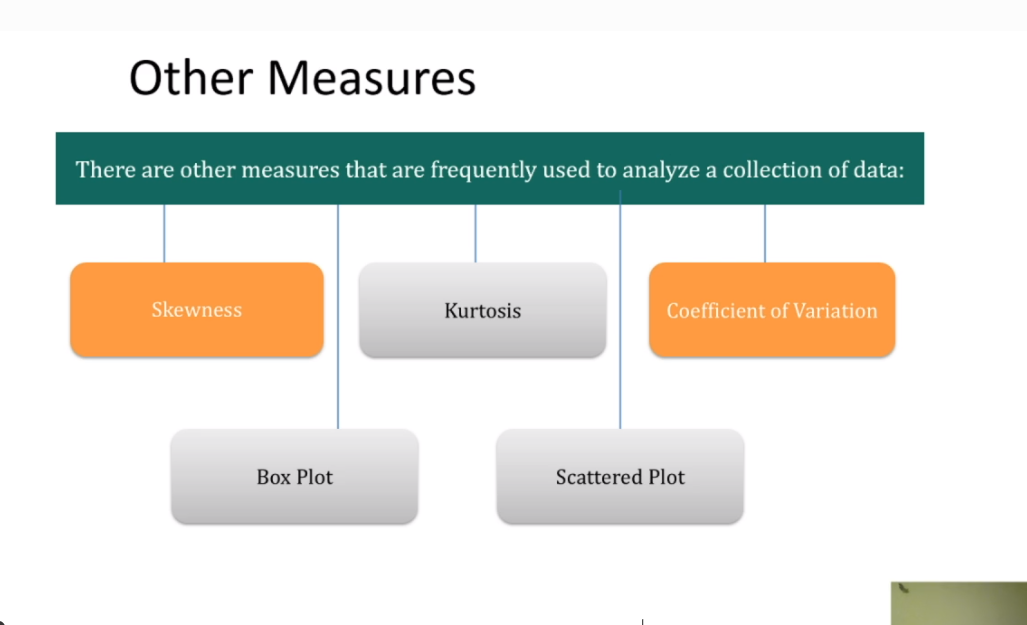 Other Measures
There are other measures that are frequently used to analyze a collection of data:
Skewness
Kurtosis
Coefficient of Variation
Box Plot
Scattered Plot